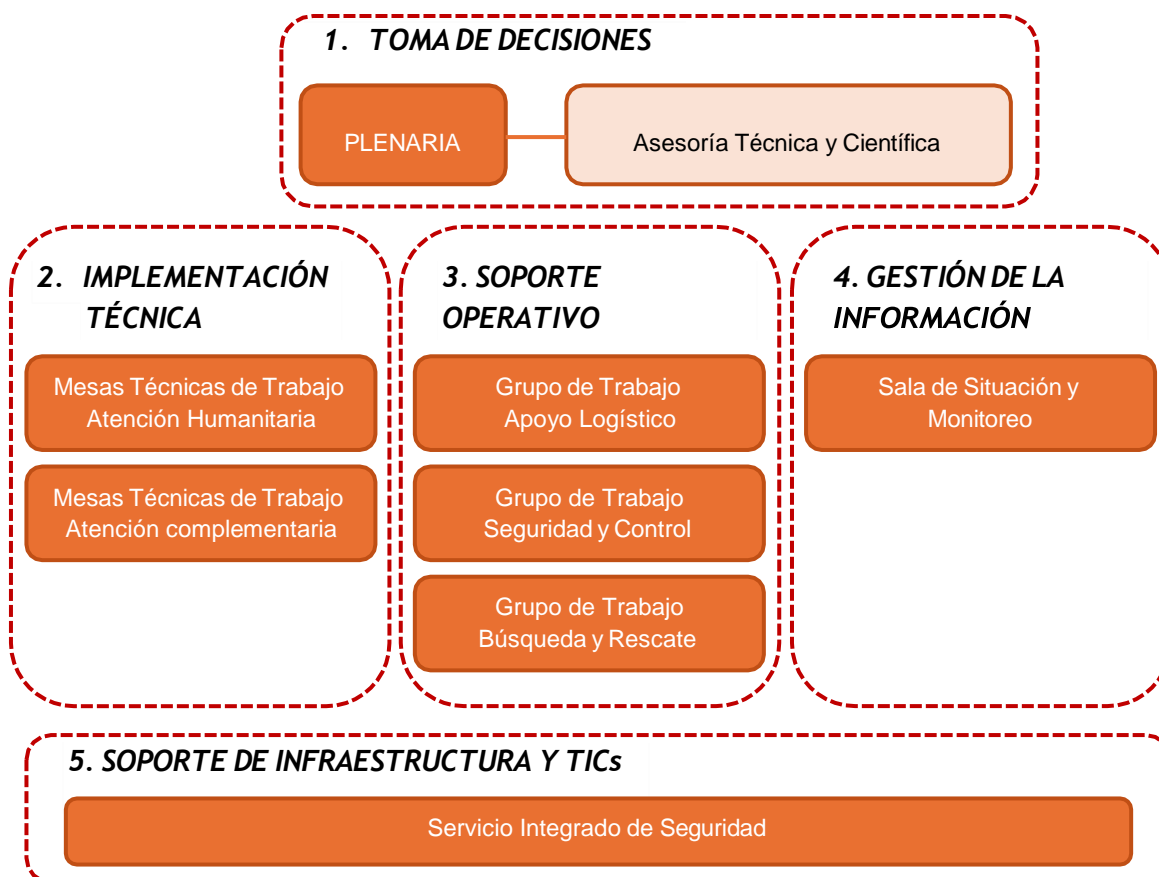 1. TOMA DE DECISIONES
PLENARIA
Asesoría Técnica y Científica
2. IMPLEMENTACIÓN
TÉCNICA
Mesas Técnicas de Trabajo
Atención Humanitaria
Mesas Técnicas de Trabajo
Atención complementaria
3. SOPORTE
OPERATIVO
Grupo de Trabajo
Apoyo Logístico
Grupo de Trabajo
Seguridad y Control
Grupo de Trabajo
Búsqueda y Rescate
4. GESTIÓN DE LA
INFORMACIÓN
Sala de Situación y
Monitoreo
5. SOPORTE DE INFRAESTRUCTURA Y TICs
Servicio Integrado de Seguridad